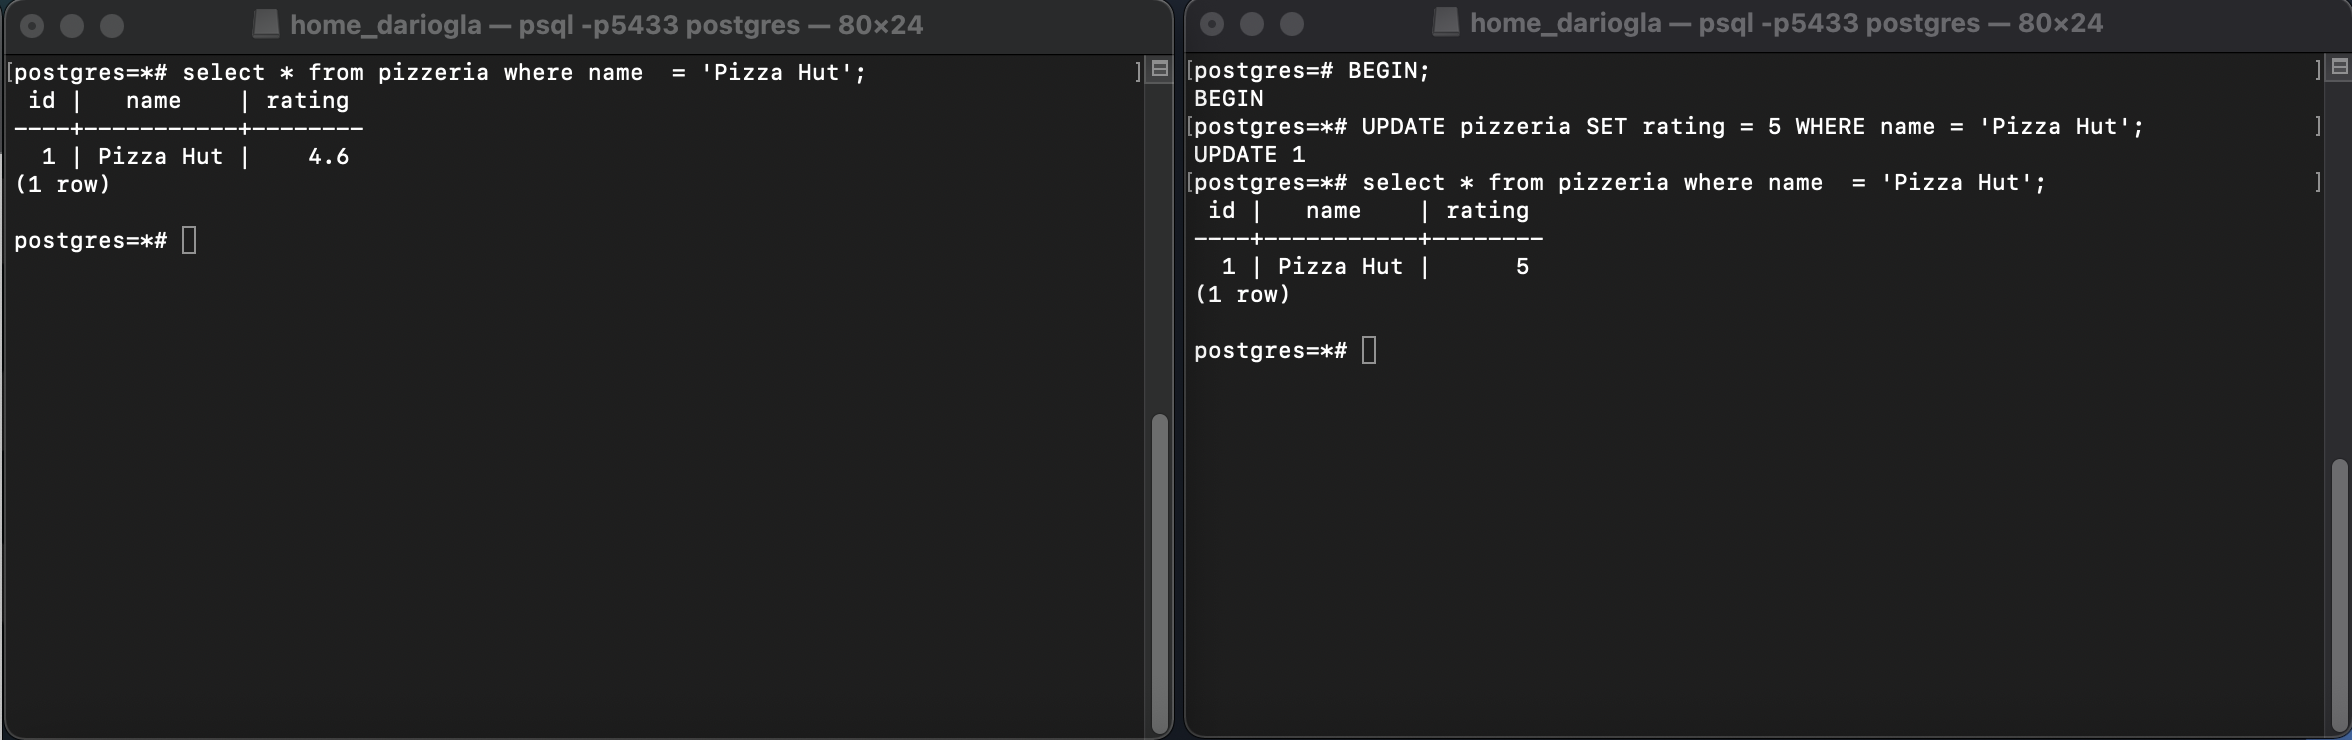 home_dariogla — psql -p5433 postgres — 80×24
[postgres=*# select * from pizzeria where name  = 'Pizza Hut'; ]
 id |   name    | rating
----+-----------+--------
  1 | Pizza Hut |    4.6
(1 row)
postgres=*#
home_dariogla — psql -p5433 postgres — 80×24
[postgres=# BEGIN; ]
BEGIN
[postgres=*# UPDATE pizzeria SET rating = 5 WHERE name = 'Pizza Hut'; ]
UPDATE 1
[postgres=*# select * from pizzeria where name  = 'Pizza Hut'; ]
 id |   name    | rating
----+-----------+--------
  1 | Pizza Hut |      5
(1 row)
postgres=*#